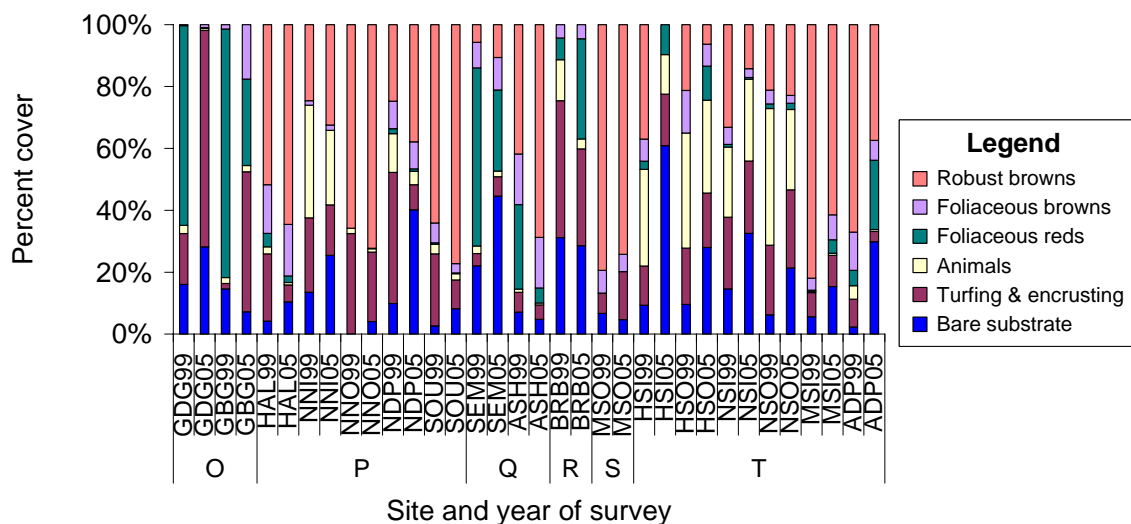 100%
80%
60%
40%
20%
0%
Percent cover
GDG99
GDG05
GBG99
GBG05
HAL99
HAL05
NNI99
NNI05
NNO99
NNO05
NDP99
NDP05
SOU99
SOU05
SEM99
SEM05
ASH99
ASH05
BRB99
BRB05
MSO99
MSO05
HSI99
HSI05
HSO99
HSO05
NSI99
NSI05
NSO99
NSO05
MSI99
MSI05
ADP99
ADP05
O P Q R S T
Site and year of survey
Legend
Robust browns
Foliaceous browns
Foliaceous reds
Animals
Turfing & encrusting
Bare substrate